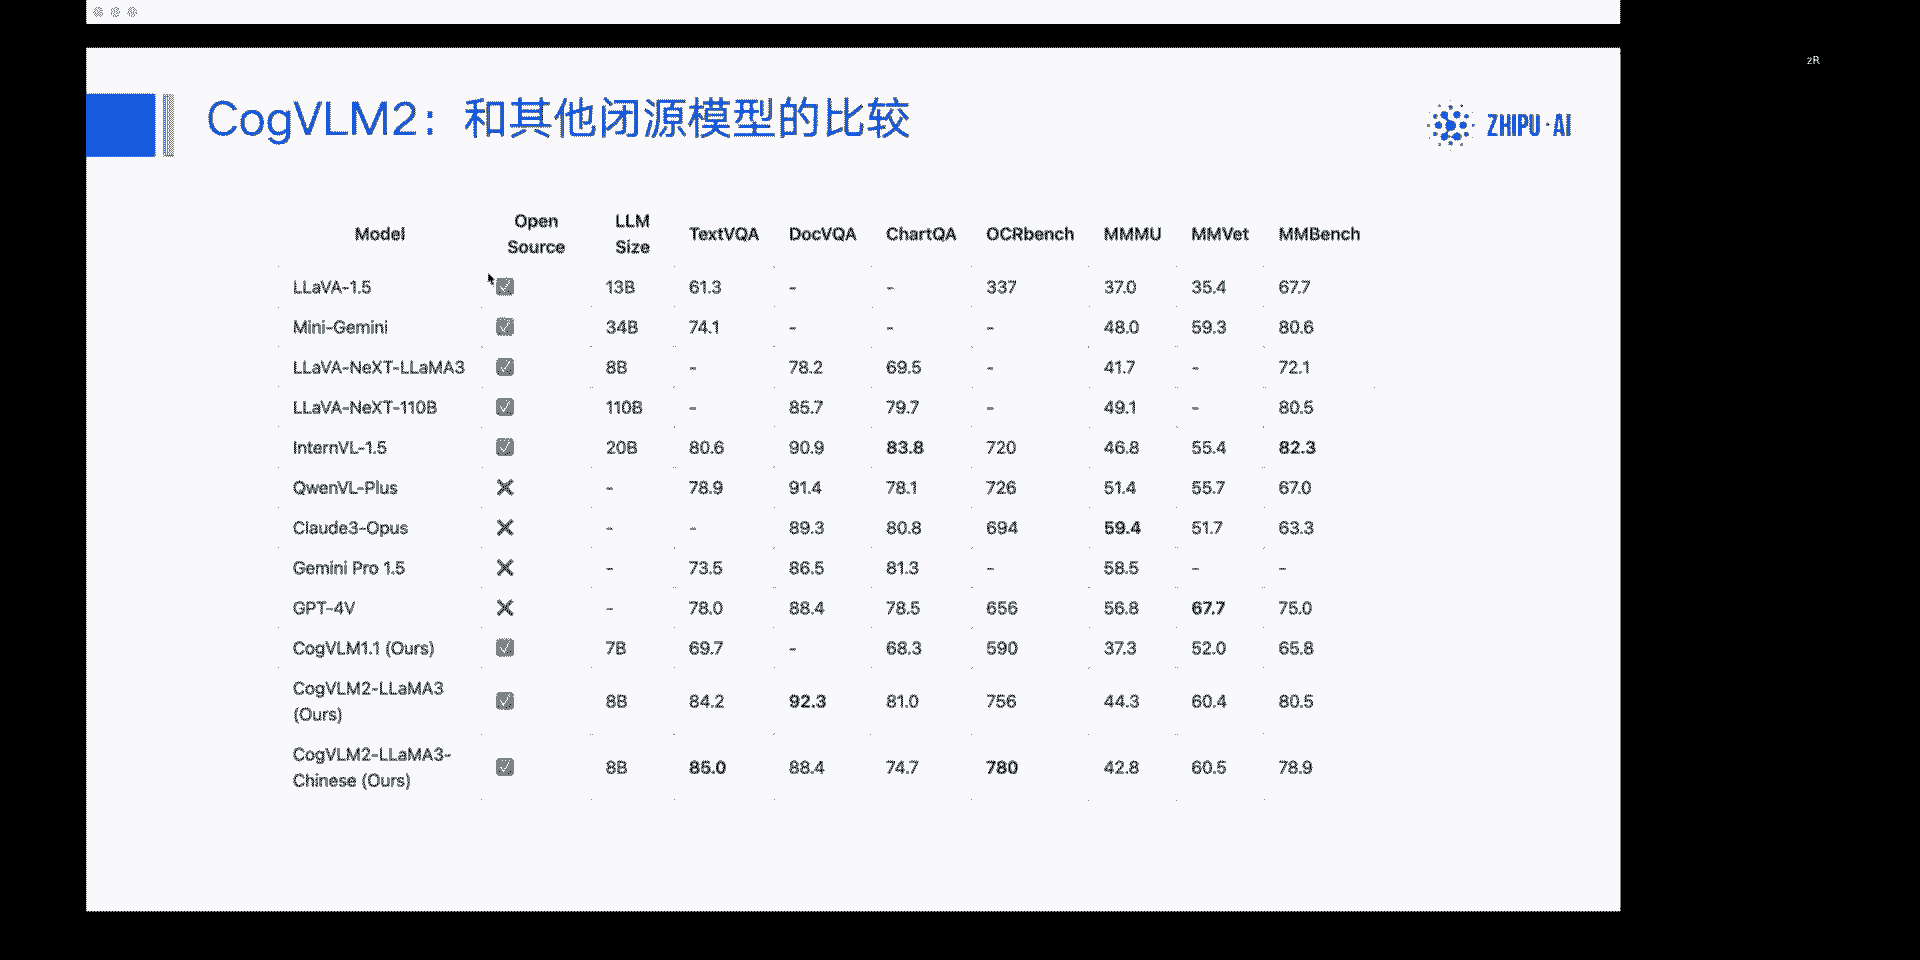 zR
CogVLM2：和其他闭源模型的比较
ZHIPU·AI
Model Open Source LLM Size TextVQA DocVQA ChartQA OCRbench MMMU MMVet MMBench
LLaVA-1.5 ☑ 13B 61.3 - - 337 37.0 35.4 67.7
Mini-Gemini ☑ 34B 74.1 - - - 48.0 59.3 80.6
LLaVA-NeXT-LLaMA3 ☑ 8B - 78.2 69.5 - 41.7 - 72.1
LLaVA-NeXT-110B ☑ 110B - 85.7 79.7 - 49.1 - 80.5
InternVL-1.5 ☑ 20B 80.6 90.9 83.8 720 46.8 55.4 82.3
QwenVL-Plus ✕ - 78.9 91.4 78.1 726 51.4 55.7 67.0
Claude3-Opus ✕ - - 89.3 80.8 694 59.4 51.7 63.3
Gemini Pro 1.5 ✕ - 73.5 86.5 81.3 - 58.5 - -
GPT-4V ✕ - 78.0 88.4 78.5 656 56.8 67.7 75.0
CogVLM1.1 (Ours) ☑ 7B 69.7 - 68.3 590 37.3 52.0 65.8
CogVLM2-LLaMA3 (Ours) ☑ 8B 84.2 92.3 81.0 756 44.3 60.4 80.5
CogVLM2-LLaMA3-Chinese (Ours) ☑ 8B 85.0 88.4 74.7 780 42.8 60.5 78.9